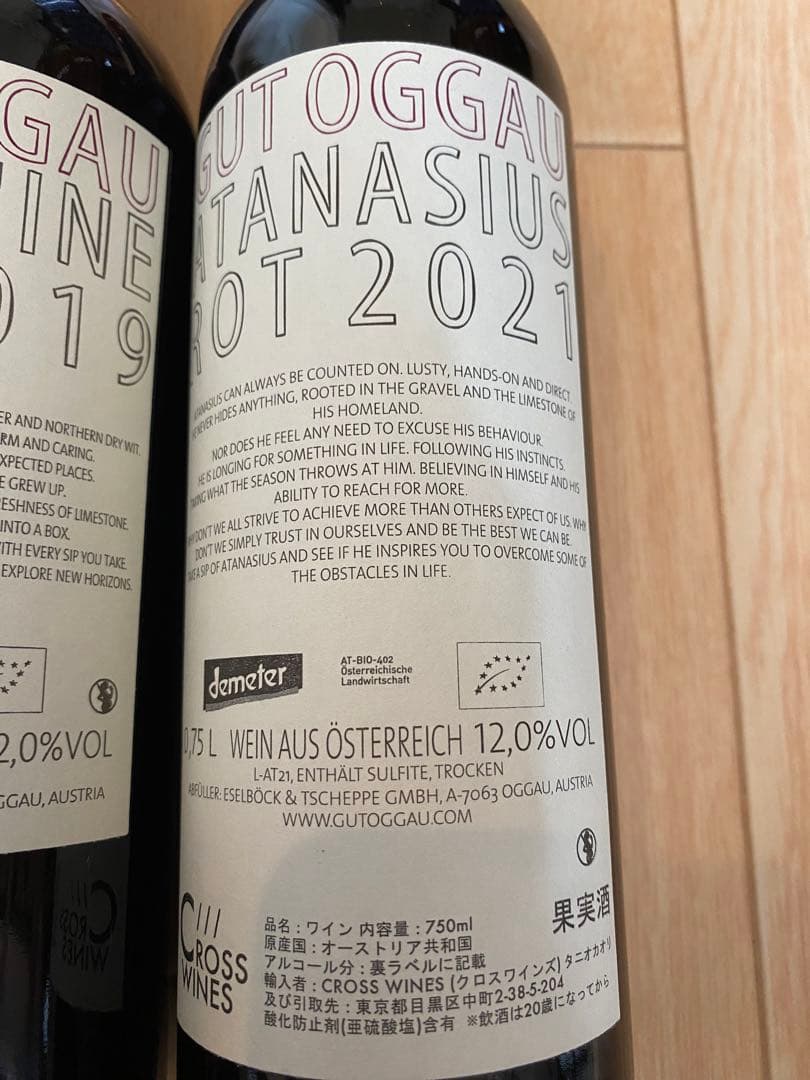 GAU
INE
19
ER AND NORTHERN DRY WIT.
RM AND CARING.
XPECTED PLACES.
E GREW UP.
ESHNESS OF LIMESTONE.
INTO A BOX.
ITH EVERY SIP YOU TAKE.
EXPLORE NEW HORIZONS.
2,0%VOL
GGAU, AUSTRIA
CROSS
WINES
GUT OGGAU
ATANASIUS
ROT 2021
ATANASIUS CAN ALWAYS BE COUNTED ON. LUSTY, HANDS-ON AND DIRECT.
HE NEVER HIDES ANYTHING, ROOTED IN THE GRAVEL AND THE LIMESTONE OF
HIS HOMELAND.
NOR DOES HE FEEL ANY NEED TO EXCUSE HIS BEHAVIOUR.
HE IS LONGING FOR SOMETHING IN LIFE. FOLLOWING HIS INSTINCTS.
TAKING WHAT THE SEASON THROWS AT HIM. BELIEVING IN HIMSELF AND HIS
ABILITY TO REACH FOR MORE.
WHY DON'T WE ALL STRIVE TO ACHIEVE MORE THAN OTHERS EXPECT OF US. WHY
DON'T WE SIMPLY TRUST IN OURSELVES AND BE THE BEST WE CAN BE.
TAKE A SIP OF ATANASIUS AND SEE IF HE INSPIRES YOU TO OVERCOME SOME OF
THE OBSTACLES IN LIFE.
demeter
AT-BIO-402
Österreichische
Landwirtschaft
0,75 L WEIN AUS ÖSTERREICH 12,0%VOL
L-AT21, ENTHÄLT SULFITE, TROCKEN
ABFÜLLER: ESELBÖCK & TSCHEPPE GMBH, A-7063 OGGAU, AUSTRIA
WWW.GUTOGGAU.COM
CROSS
WINES
果実酒
品名：ワイン 内容量：750ml
原産国：オーストリア共和国
アルコール分：裏ラベルに記載
輸入者：CROSS WINES (クロスワインズ) タニオカオリ
及び引取先：東京都目黒区中町2-38-5-204
酸化防止剤(亜硫酸塩)含有 ※飲酒は20歳になってから